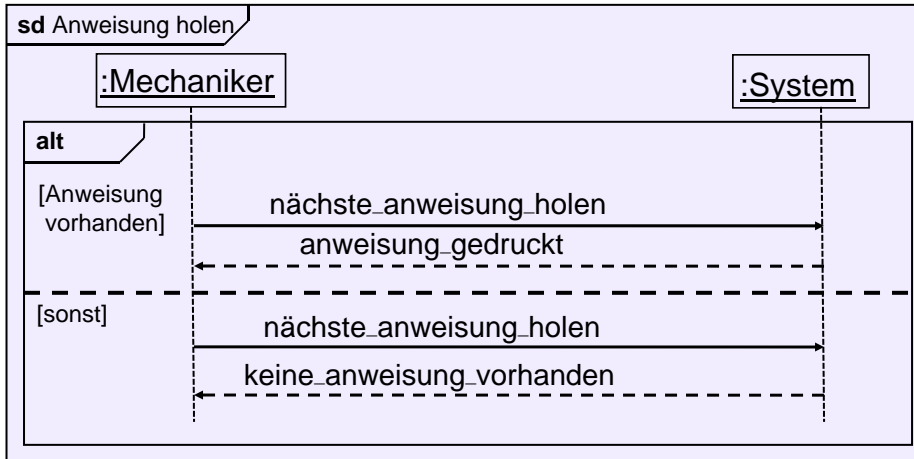 sd Anweisung holen
:Mechaniker
:System
alt
[Anweisung
vorhanden]
nächste_anweisung_holen
anweisung_gedruckt
[sonst]
nächste_anweisung_holen
keine_anweisung_vorhanden